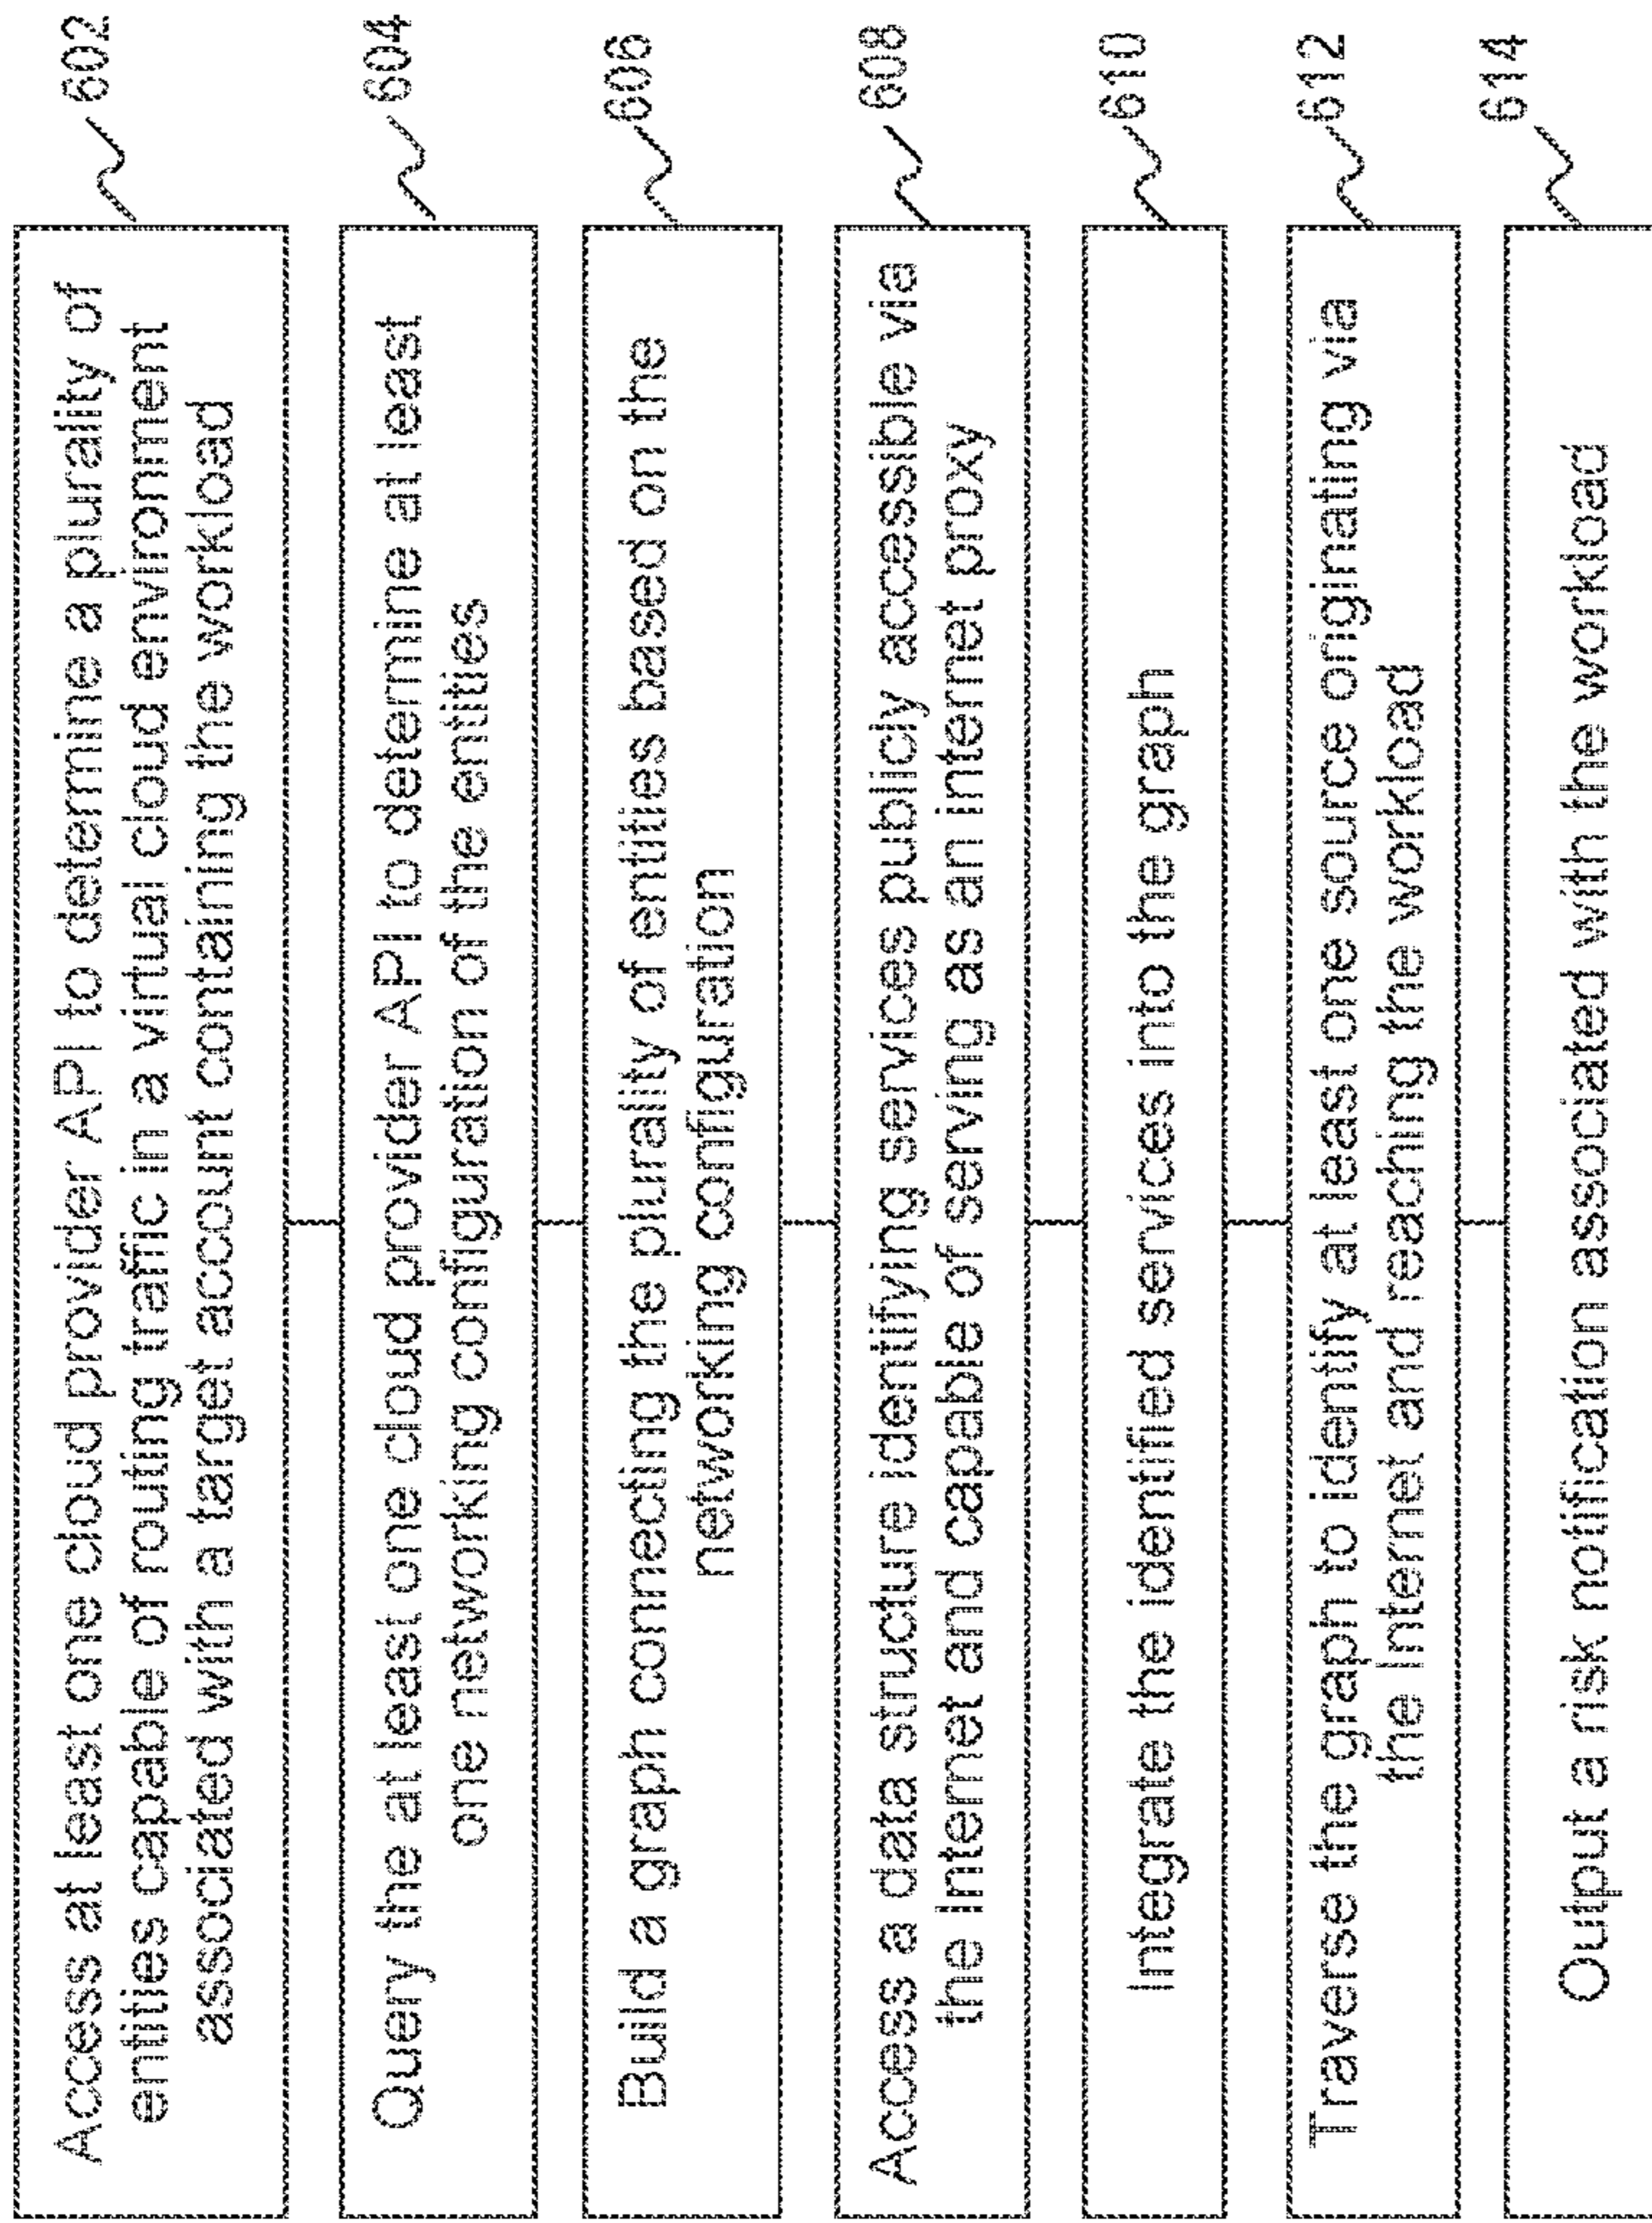 Access at least one cloud provider API to determine a plurality of
entities capable of routing traffic in a virtual cloud environment
associated with a target account containing the workload
602
Query the at least one cloud provider API to determine at least
one networking configuration of the entities
604
Build a graph connecting the plurality of entities based on the
networking configuration
606
Access a data structure identifying services publicly accessible via
the Internet and capable of serving as an internet proxy
608
Integrate the identified services into the graph
610
Traverse the graph to identify at least one source originating via
the Internet and reaching the workload
612
Output a risk notification associated with the workload
614